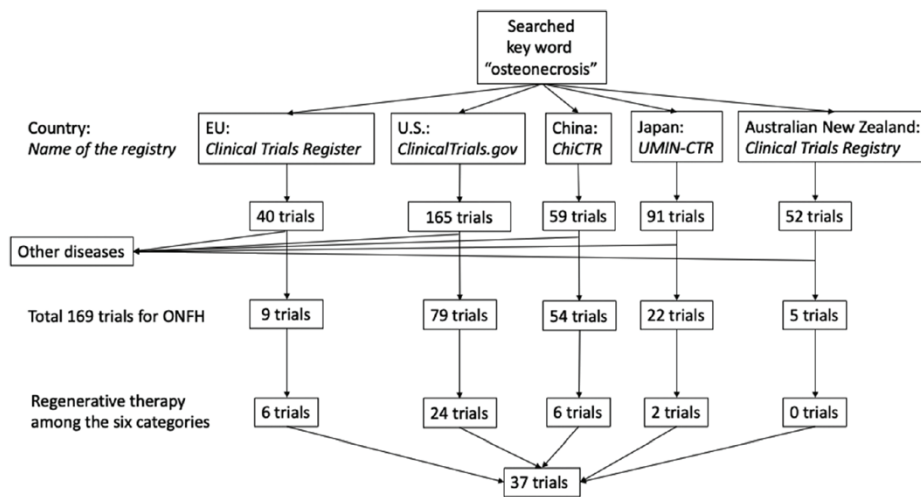 Searched
key word
“osteonecrosis”
Country:
Name of the registry
EU:
Clinical Trials Register
U.S.:
ClinicalTrials.gov
China:
ChiCTR
Japan:
UMIN-CTR
Australian New Zealand:
Clinical Trials Registry
40 trials
165 trials
59 trials
91 trials
52 trials
Other diseases
Total 169 trials for ONFH
9 trials
79 trials
54 trials
22 trials
5 trials
Regenerative therapy
among the six categories
6 trials
24 trials
6 trials
2 trials
0 trials
37 trials